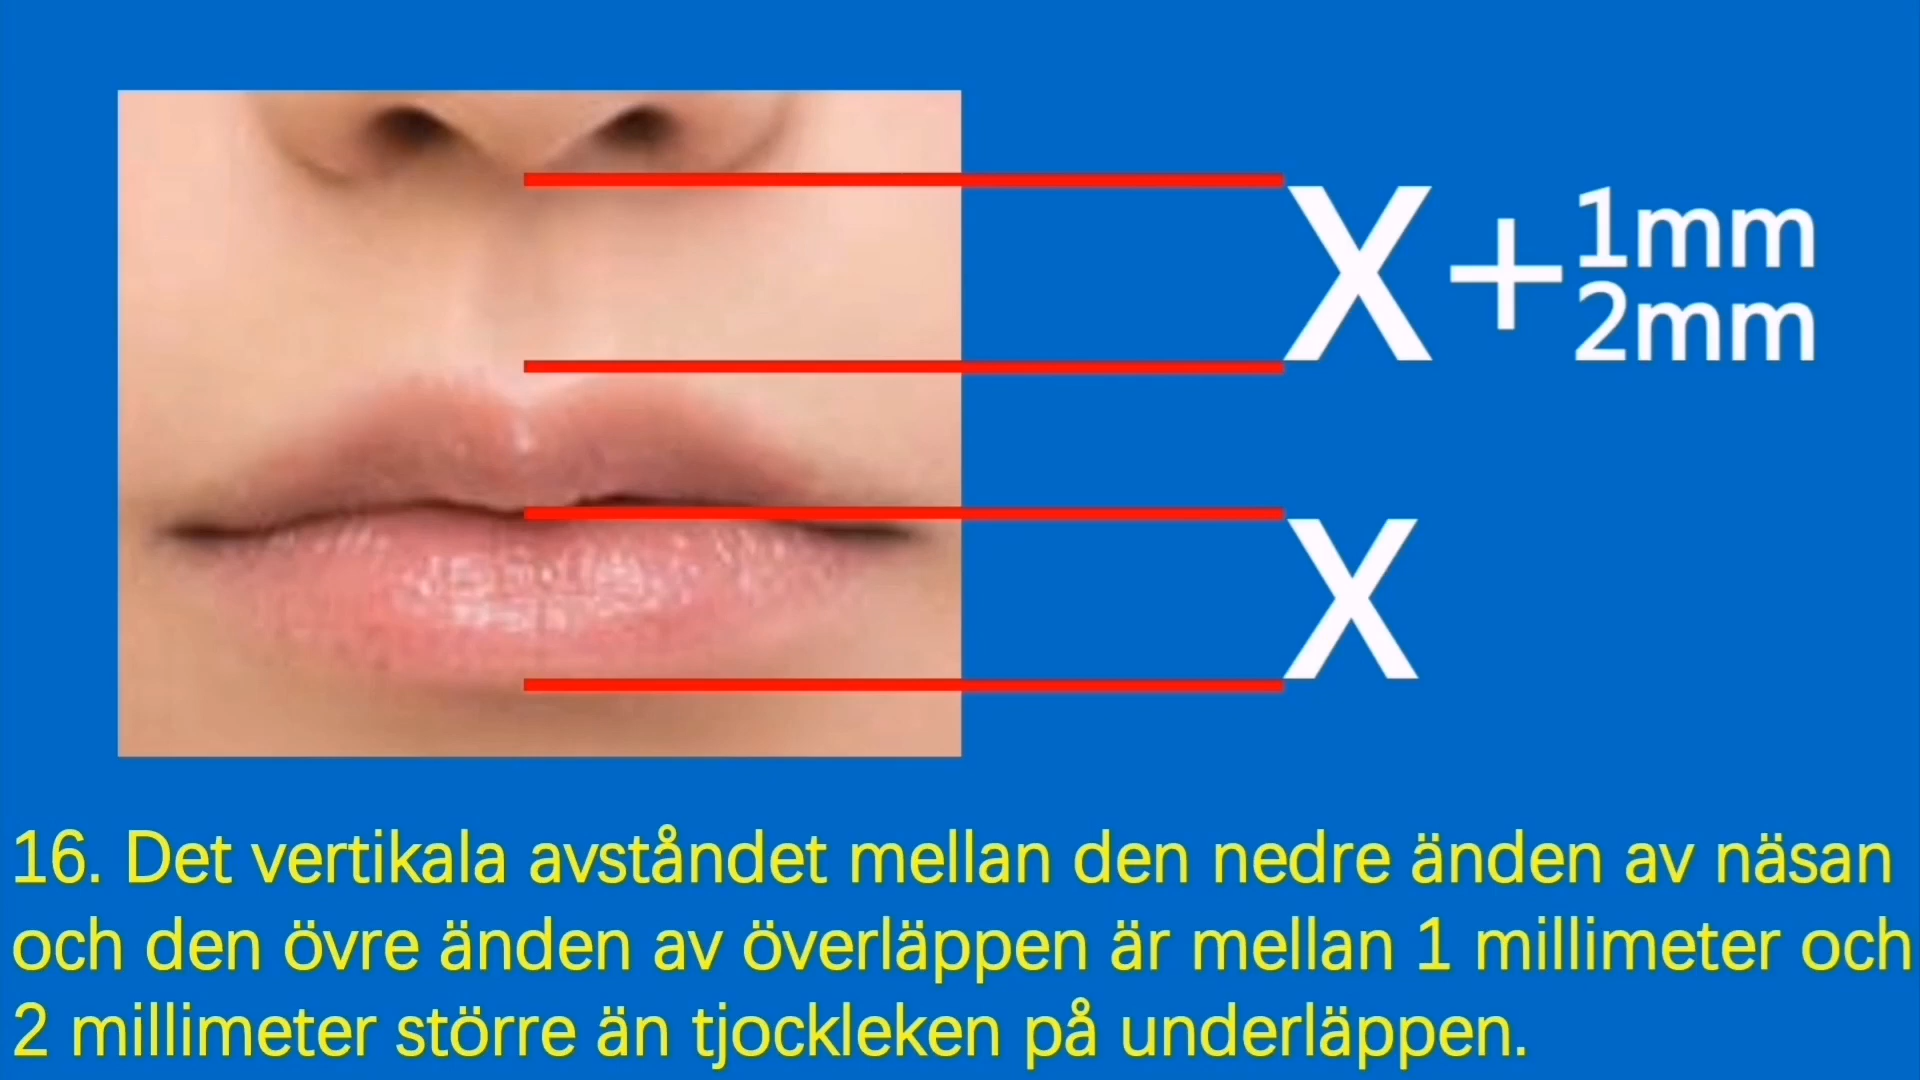 X+1mm
2mm
X
16. Det vertikala avståndet mellan den nedre änden av näsan
och den övre änden av överläppen är mellan 1 millimeter och
2 millimeter större än tjockleken på underläppen.